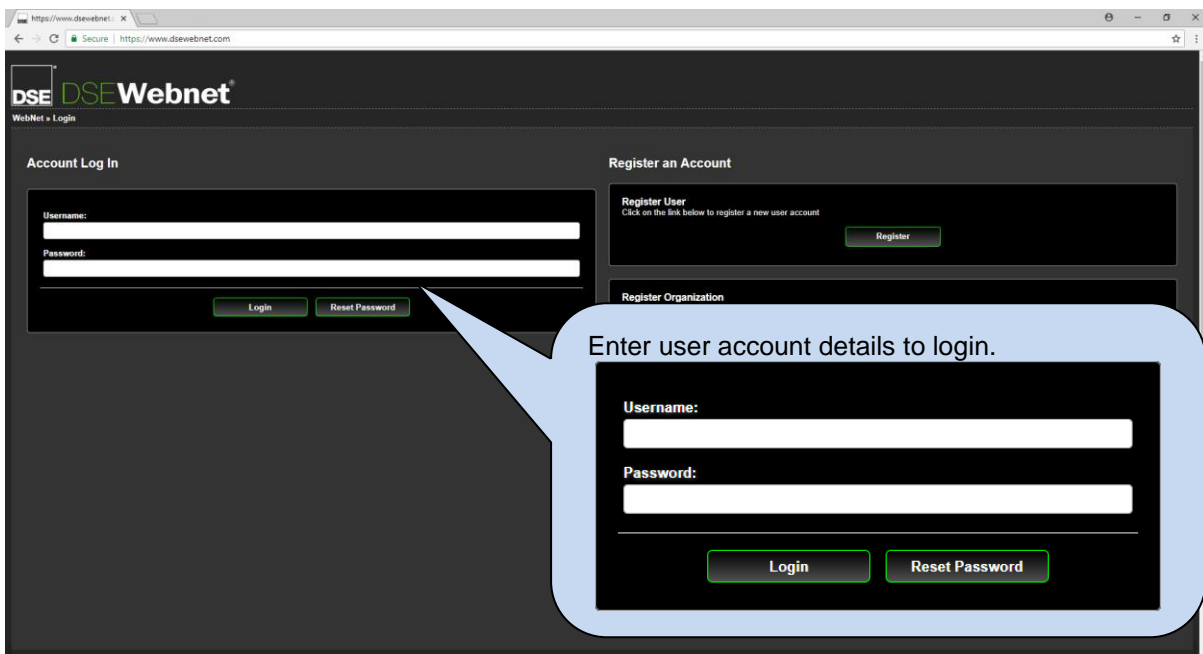 https://www.dsewebnet.c
Secure | https://www.dsewebnet.com
DSE DSEWebnet®
WebNet » Login
Account Log In
Username:
Password:
Login Reset Password
Register an Account
Register User
Click on the link below to register a new user account
Register
Register Organization
Enter user account details to login.
Username:
Password:
Login Reset Password